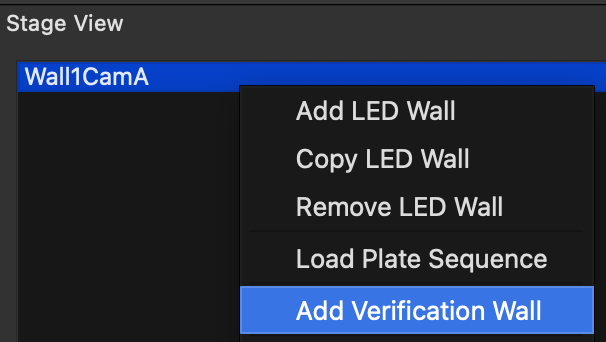 Stage View
Wall1CamA
Add LED Wall
Copy LED Wall
Remove LED Wall
Load Plate Sequence
Add Verification Wall